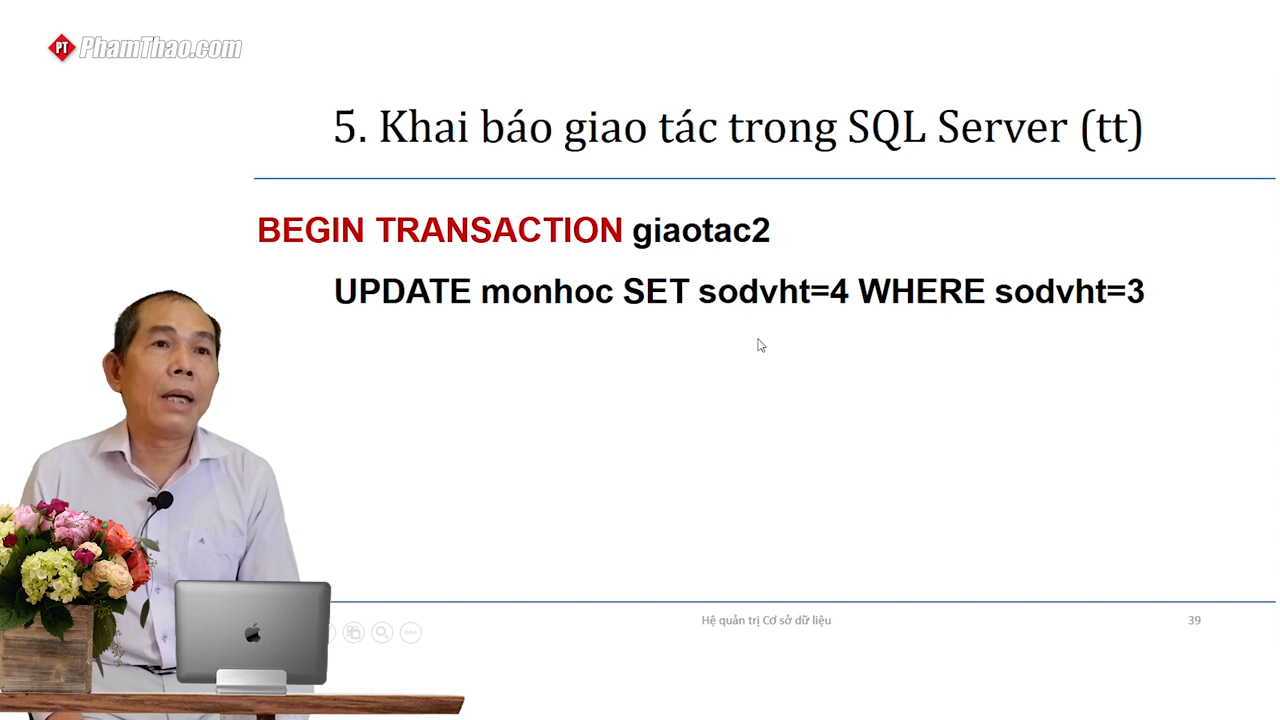 PT PhamThao.com
5. Khai báo giao tác trong SQL Server (tt)
BEGIN TRANSACTION giaotac2
UPDATE monhoc SET sodvht=4 WHERE sodvht=3
Hệ quản trị Cơ sở dữ liệu
39